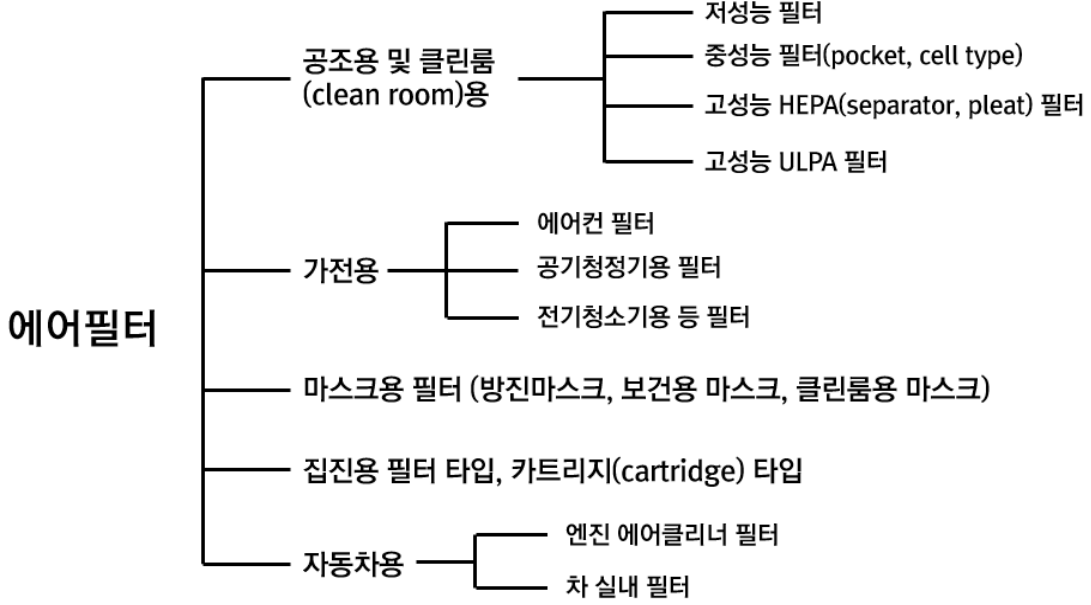 에어필터
공조용 및 클린룸
(clean room)용
저성능 필터
중성능 필터(pocket, cell type)
고성능 HEPA(separator, pleat) 필터
고성능 ULPA 필터
가전용
에어컨 필터
공기청정기용 필터
전기청소기용 등 필터
마스크용 필터 (방진마스크, 보건용 마스크, 클린룸용 마스크)
집진용 필터 타입, 카트리지(cartridge) 타입
자동차용
엔진 에어클리너 필터
차 실내 필터